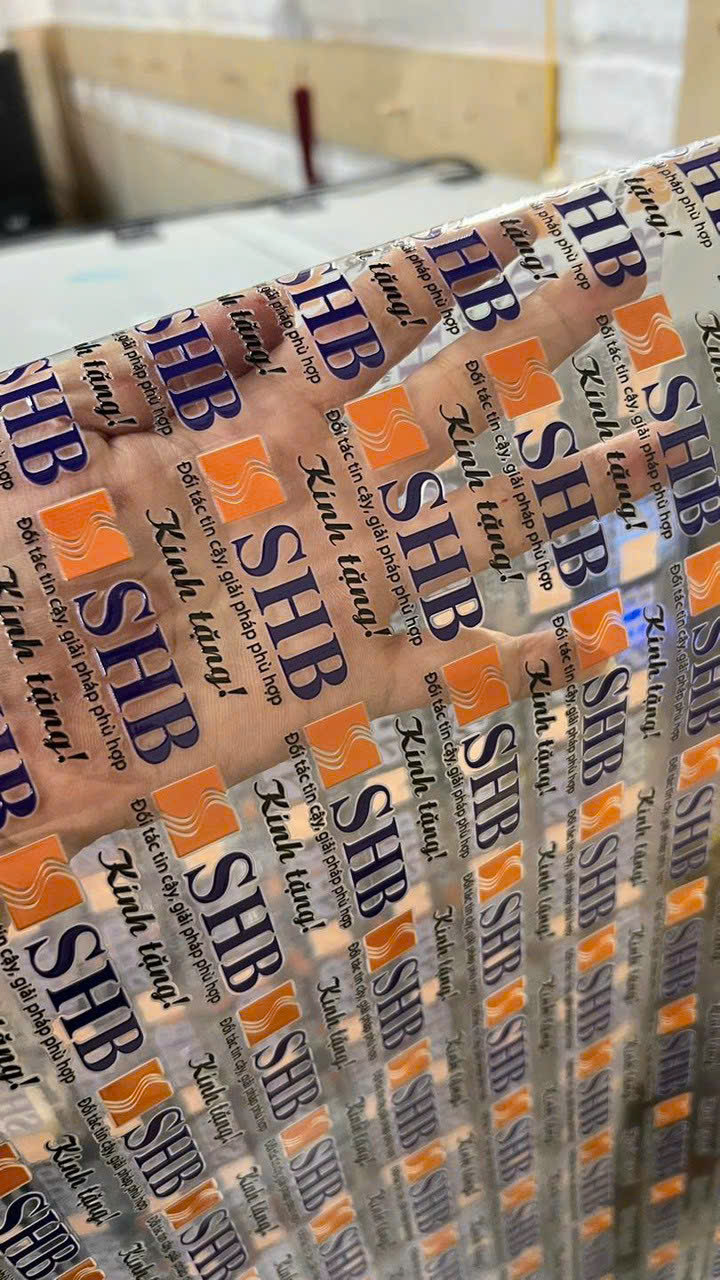 SHB
Đối tác tin cậy, giải pháp phù hợp
Kính tặng!